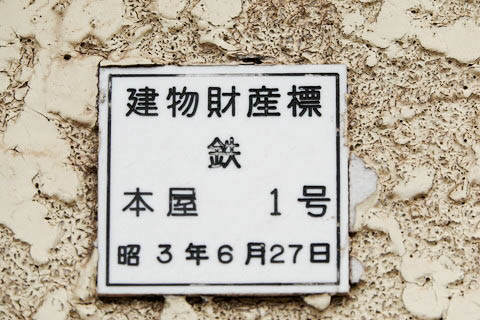 建物財産標
鉄
本屋 1号
昭 3年6月27日